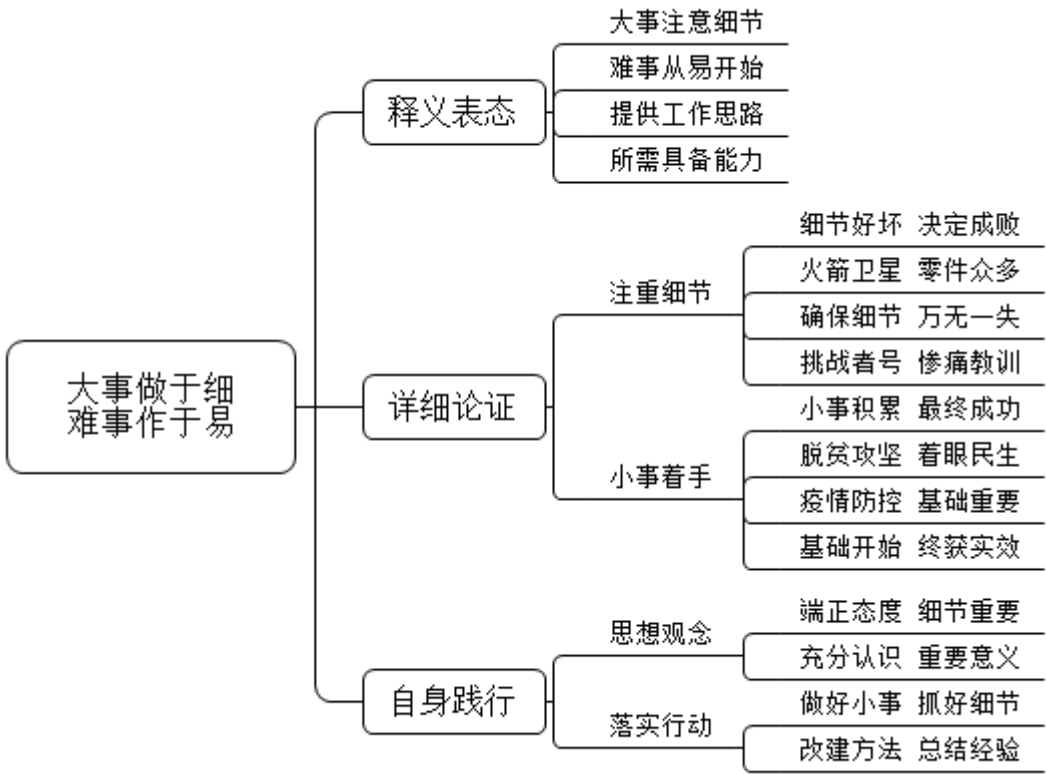 大事做于细
难事作于易
释义表态
大事注意细节
难事从易开始
提供工作思路
所需具备能力
详细论证
注重细节
细节好坏 决定成败
火箭卫星 零件众多
确保细节 万无一失
挑战者号 惨痛教训
小事着手
小事积累 最终成功
脱贫攻坚 着眼民生
疫情防控 基础重要
基础开始 终获实效
自身践行
思想观念
端正态度 细节重要
充分认识 重要意义
落实行动
做好小事 抓好细节
改建方法 总结经验